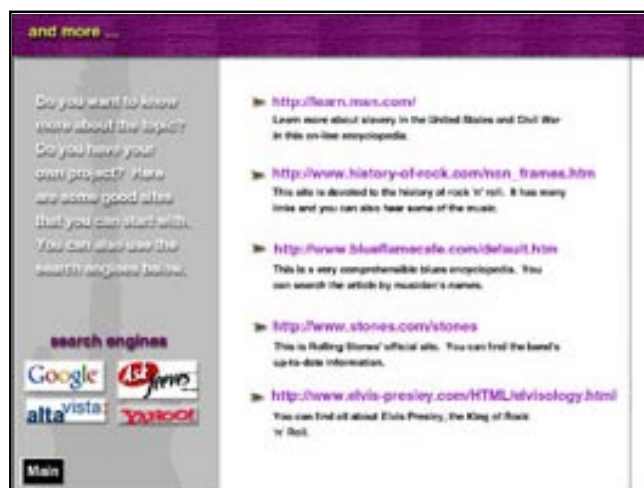 and more ...
Do you want to know
more about the topic?
Do you have your
own project? Here
are some good sites
that you can start with.
You can also use the
search engines below.
search engines
Google
Ask Jeeves
altavista:
YAHOO!
Main
http://learn.msn.com/
Learn more about slavery in the United States and Civil War
in this on-line encyclopedia.
http://www.history-of-rock.com/non_frames.htm
This site is devoted to the history of rock 'n' roll. It has many
links and you can also hear some of the music.
http://www.blueflamecafe.com/default.htm
This is a very comprehensible blues encyclopedia. You
can search the article by musician's names.
http://www.stones.com/stones
This is Rolling Stones' official site. You can find the band's
up-to-date information.
http://www.elvis-presley.com/HTML/elvisology.html
You can find all about Elvis Presley, the King of Rock
'n' Roll.